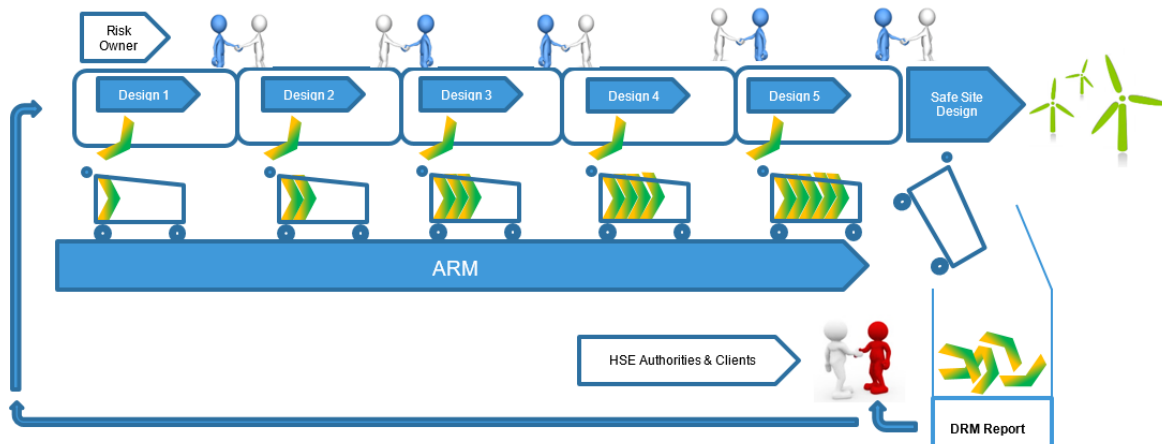 Risk
Owner
Design 1
Design 2
Design 3
Design 4
Design 5
Safe Site
Design
ARM
HSE Authorities & Clients
DRM Report